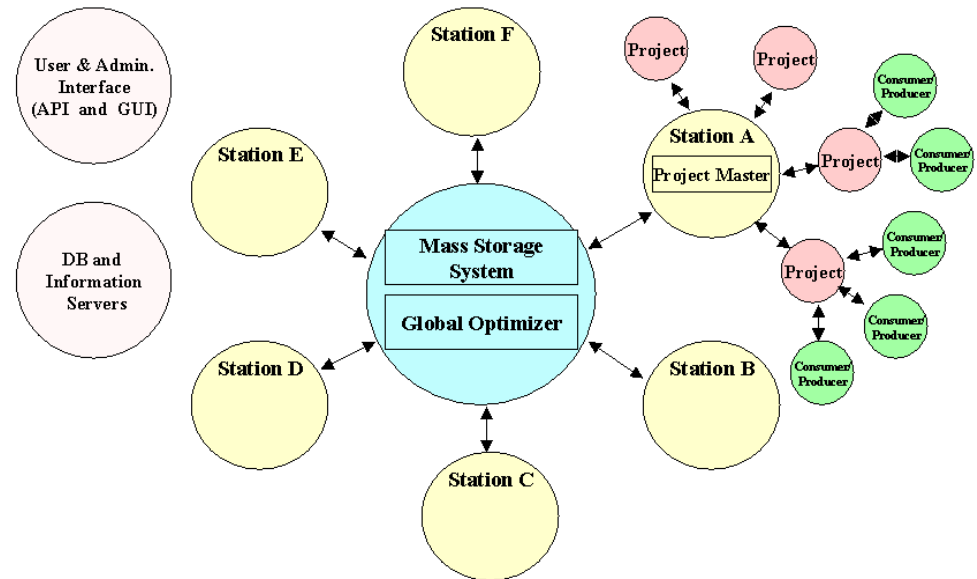 Station F
User & Admin.
Interface
(API and GUI)
Project
Project
Consumer/
Producer
Station A
Project Master
Project
Consumer/
Producer
Station E
Consumer/
Producer
Mass Storage
System
DB and
Information
Servers
Project
Global Optimizer
Consumer/
Producer
Station D
Station B
Consumer/
Producer
Station C